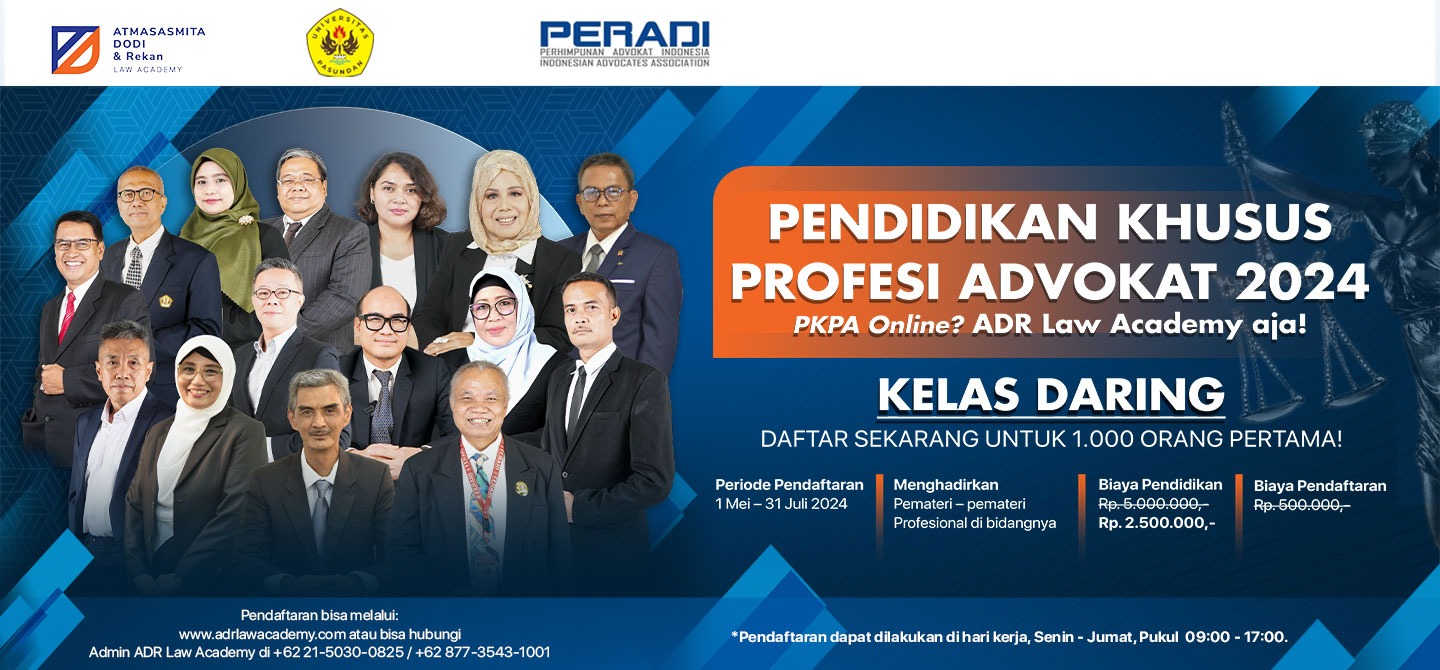 ATMASASMITA
DODI
& Rekan
LAW ACADEMY
UNIVERSITAS
PASUNDAN
PERADI
PERHIMPUNAN ADVOKAT INDONESIA
INDONESIAN ADVOCATES ASSOCIATION
PENDIDIKAN KHUSUS
PROFESI ADVOKAT 2024
PKPA Online? ADR Law Academy aja!
KELAS DARING
DAFTAR SEKARANG UNTUK 1.000 ORANG PERTAMA!
Periode Pendaftaran
1 Mei – 31 Juli 2024
Menghadirkan
Pemateri – pemateri
Profesional di bidangnya
Biaya Pendidikan
Rp. 5.000.000,-
Rp. 2.500.000,-
Biaya Pendaftaran
Rp. 500.000,-
Pendaftaran bisa melalui:
www.adrlawacademy.com atau bisa hubungi
Admin ADR Law Academy di +62 21-5030-0825 / +62 877-3543-1001
*Pendaftaran dapat dilakukan di hari kerja, Senin - Jumat, Pukul 09:00 - 17:00.